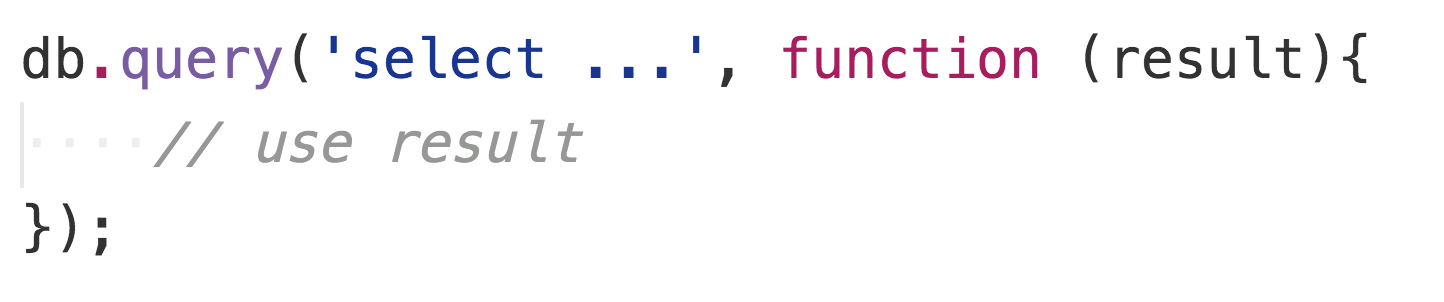 db.query('select ...', function (result){
    // use result
});